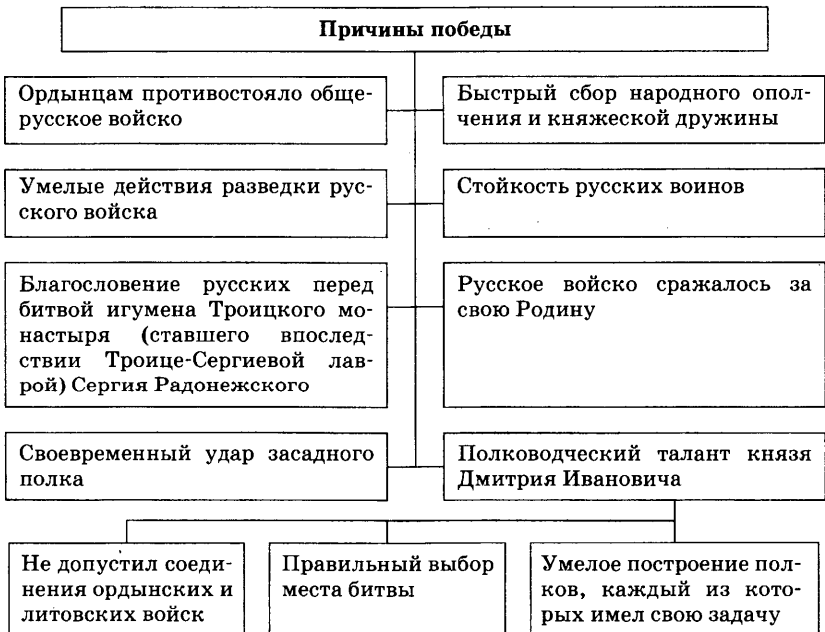 Причины победы
Ордынцам противостояло обще-
русское войско
Быстрый сбор народного опол-
чения и княжеской дружины
Умелые действия разведки рус-
ского войска
Стойкость русских воинов
Благословение русских перед
битвой игумена Троицкого мо-
настыря (ставшего впослед-
ствии Троице-Сергиевой лав-
рой) Сергия Радонежского
Русское войско сражалось за
свою Родину
Своевременный удар засадного
полка
Полководческий талант князя
Дмитрия Ивановича
Не допустил соеди-
нения ордынских и
литовских войск
Правильный выбор
места битвы
Умелое построение пол-
ков, каждый из кото-
рых имел свою задачу